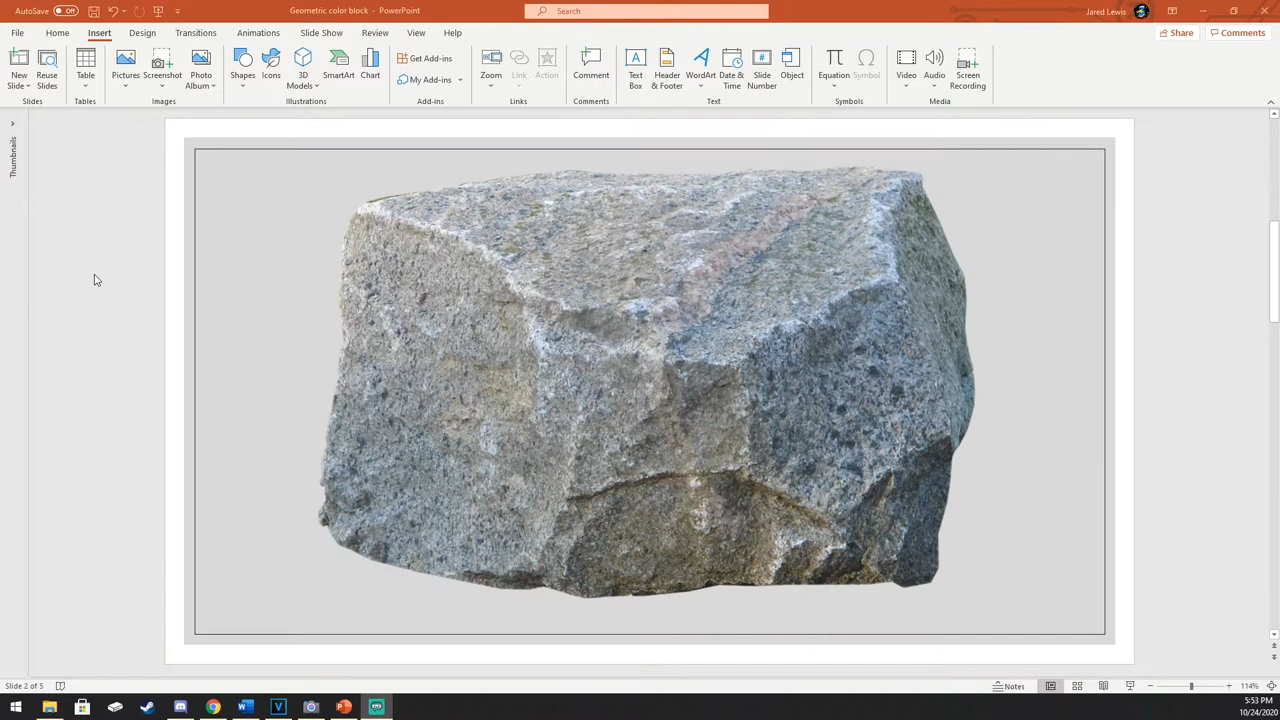 AutoSave Off Geometric color block - PowerPoint Search Jared Lewis
File Home Insert Design Transitions Animations Slide Show Review View Help Share Comments
New Slide Reuse Slides Table Pictures Screenshot Photo Album Shapes Icons 3D Models SmartArt Chart Get Add-ins My Add-ins Zoom Link Action Comment Text Box Header & Footer WordArt Date & Time Slide Number Object Equation Symbol Video Audio Screen Recording
Slides Tables Images Illustrations Add-ins Links Comments Text Symbols Media
Thumbnails
Slide 2 of 5 Notes 114%
5:53 PM
10/24/2020